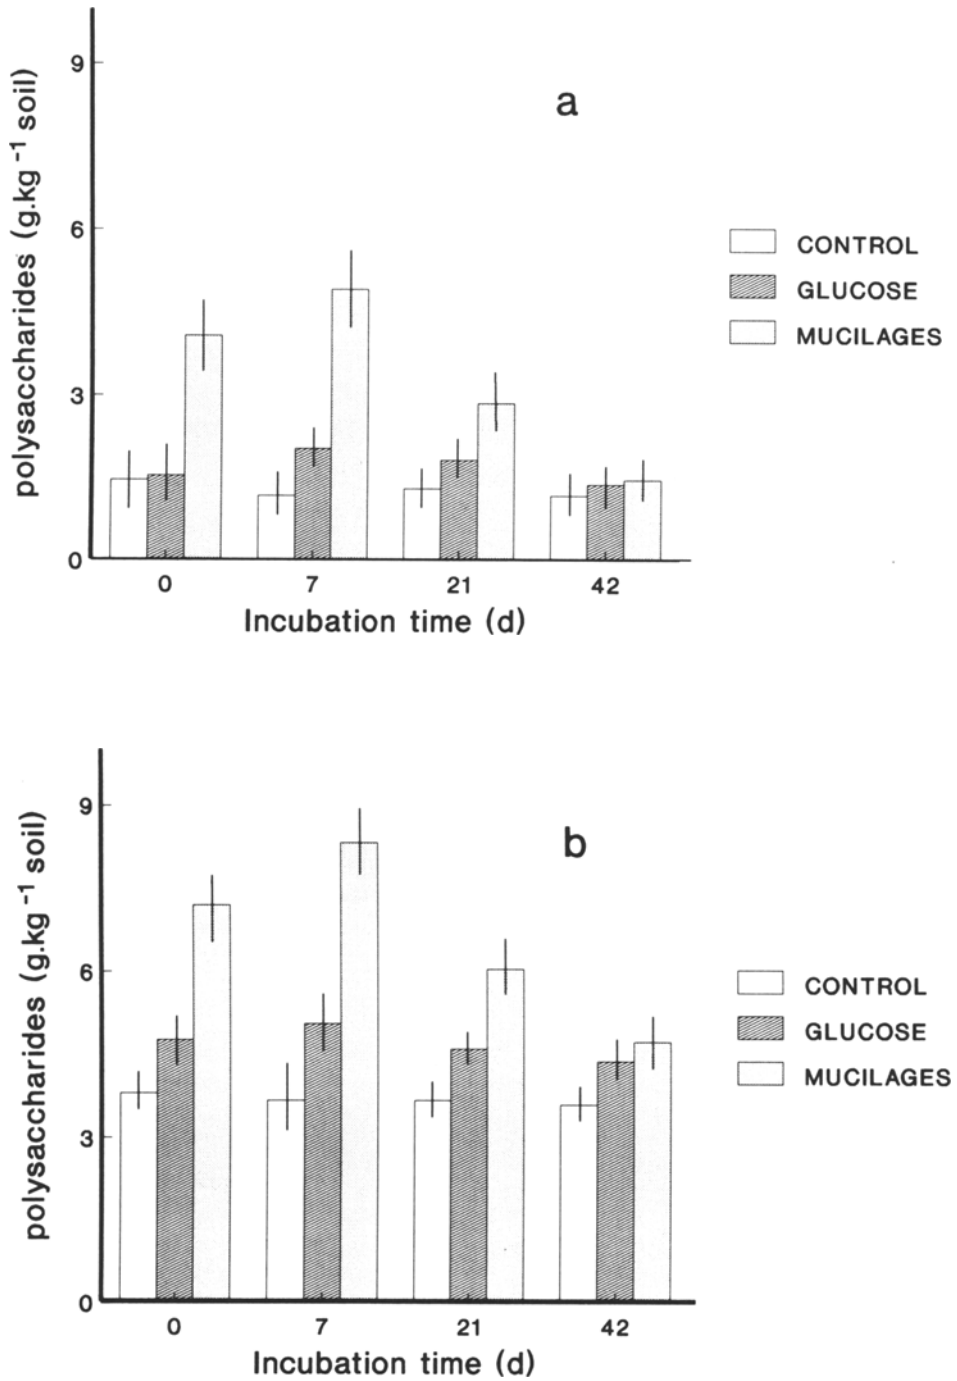 a
9
6
3
0
polysaccharides (g.kg⁻¹ soil)
CONTROL
GLUCOSE
MUCILAGES
0 7 21 42
Incubation time (d)
b
9
6
3
0
polysaccharides (g.kg⁻¹ soil)
CONTROL
GLUCOSE
MUCILAGES
0 7 21 42
Incubation time (d)